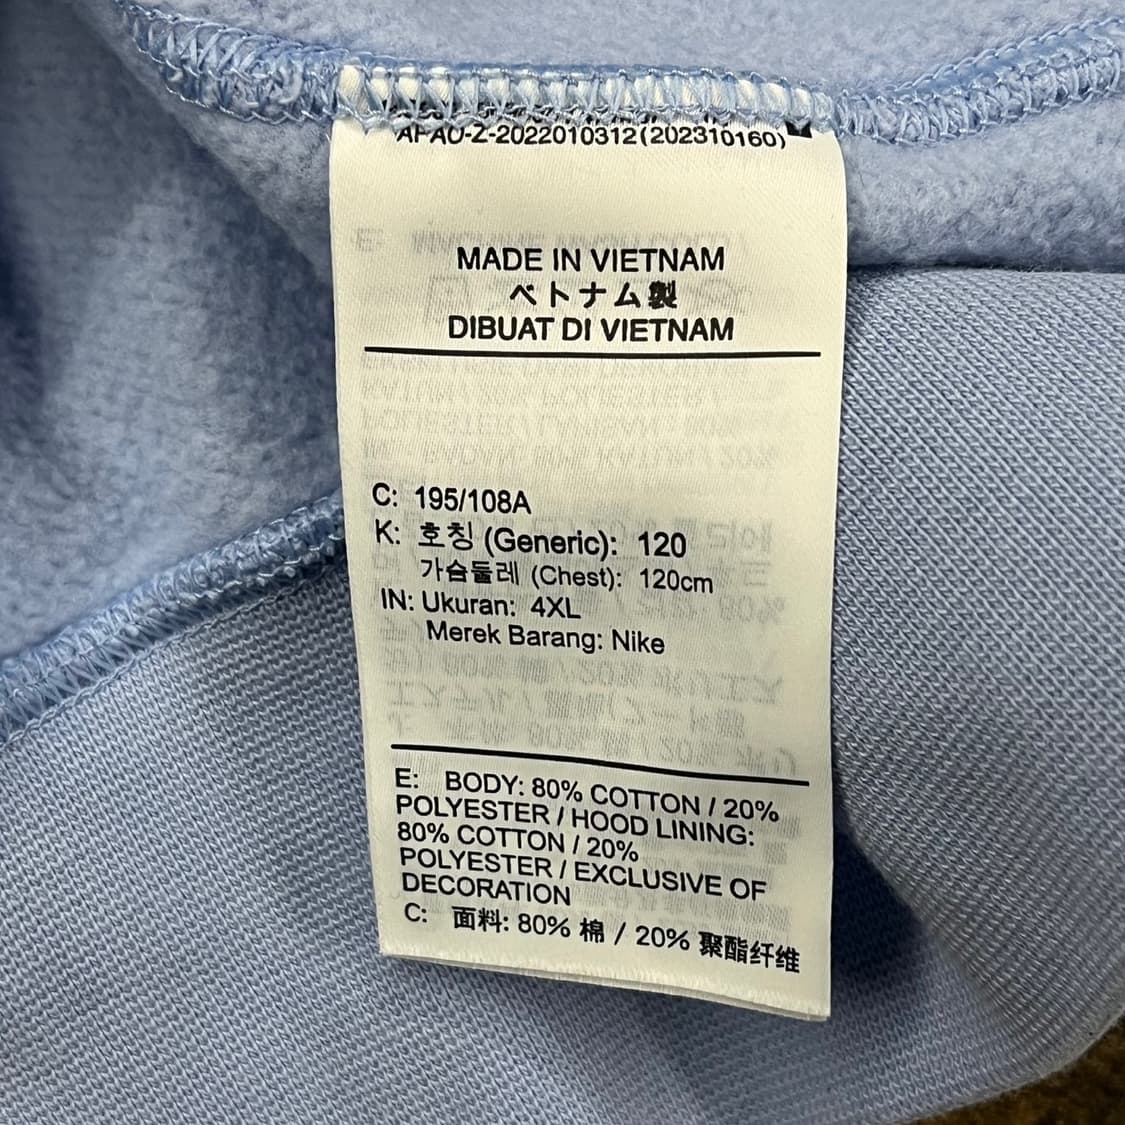 APAO-Z-2022010312(202310160)
MADE IN VIETNAM
ベトナム製
DIBUAT DI VIETNAM
C: 195/108A
K: 호칭 (Generic): 120
가슴둘레 (Chest): 120cm
IN: Ukuran: 4XL
Merek Barang: Nike
E: BODY: 80% COTTON / 20%
POLYESTER / HOOD LINING:
80% COTTON / 20%
POLYESTER / EXCLUSIVE OF
DECORATION
C: 面料: 80% 棉 / 20% 聚酯纤维